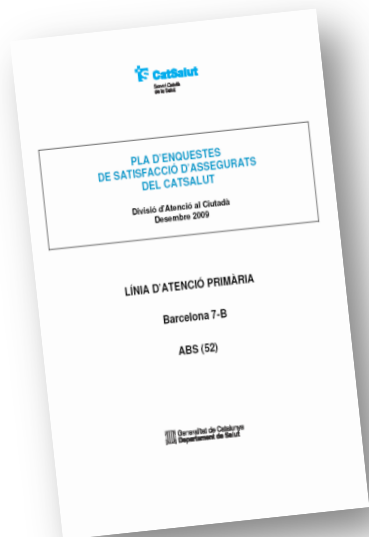 CatSalut
Servei Català
de la Salut
PLA D'ENQUESTES
DE SATISFACCIÓ D'ASSEGURATS
DEL CATSALUT
Divisió d'Atenció al Ciutadà
Desembre 2009
LÍNIA D'ATENCIÓ PRIMÀRIA
Barcelona 7-B
ABS (52)
Generalitat de Catalunya
Departament de Salut